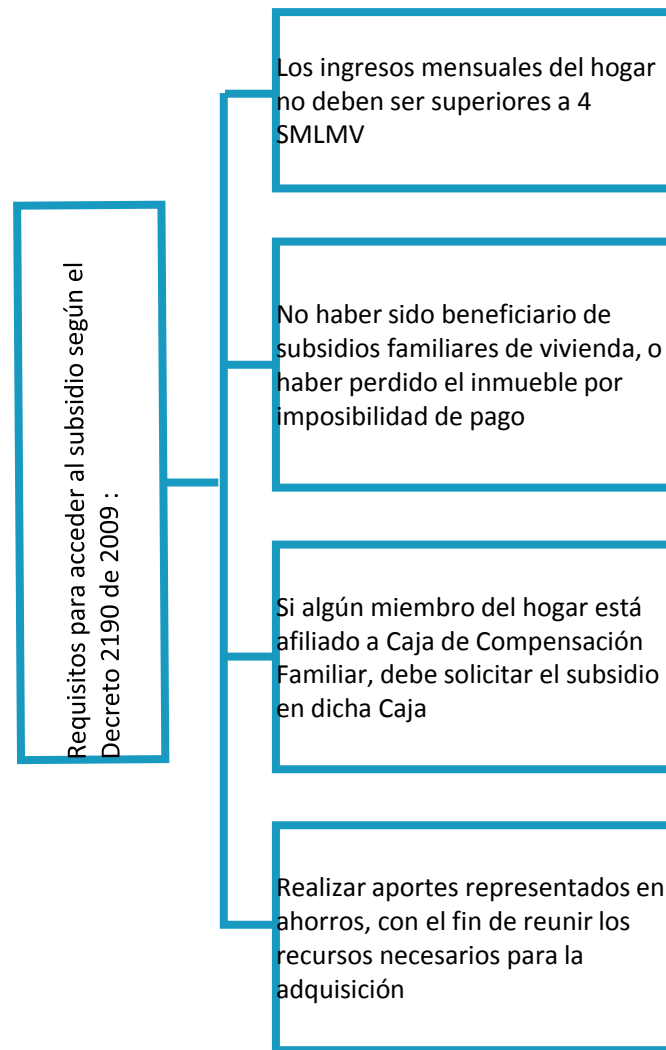 Requisitos para acceder al subsidio según el
Decreto 2190 de 2009 :
Los ingresos mensuales del hogar
no deben ser superiores a 4
SMLMV
No haber sido beneficiario de
subsidios familiares de vivienda, o
haber perdido el inmueble por
imposibilidad de pago
Si algún miembro del hogar está
afiliado a Caja de Compensación
Familiar, debe solicitar el subsidio
en dicha Caja
Realizar aportes representados en
ahorros, con el fin de reunir los
recursos necesarios para la
adquisición